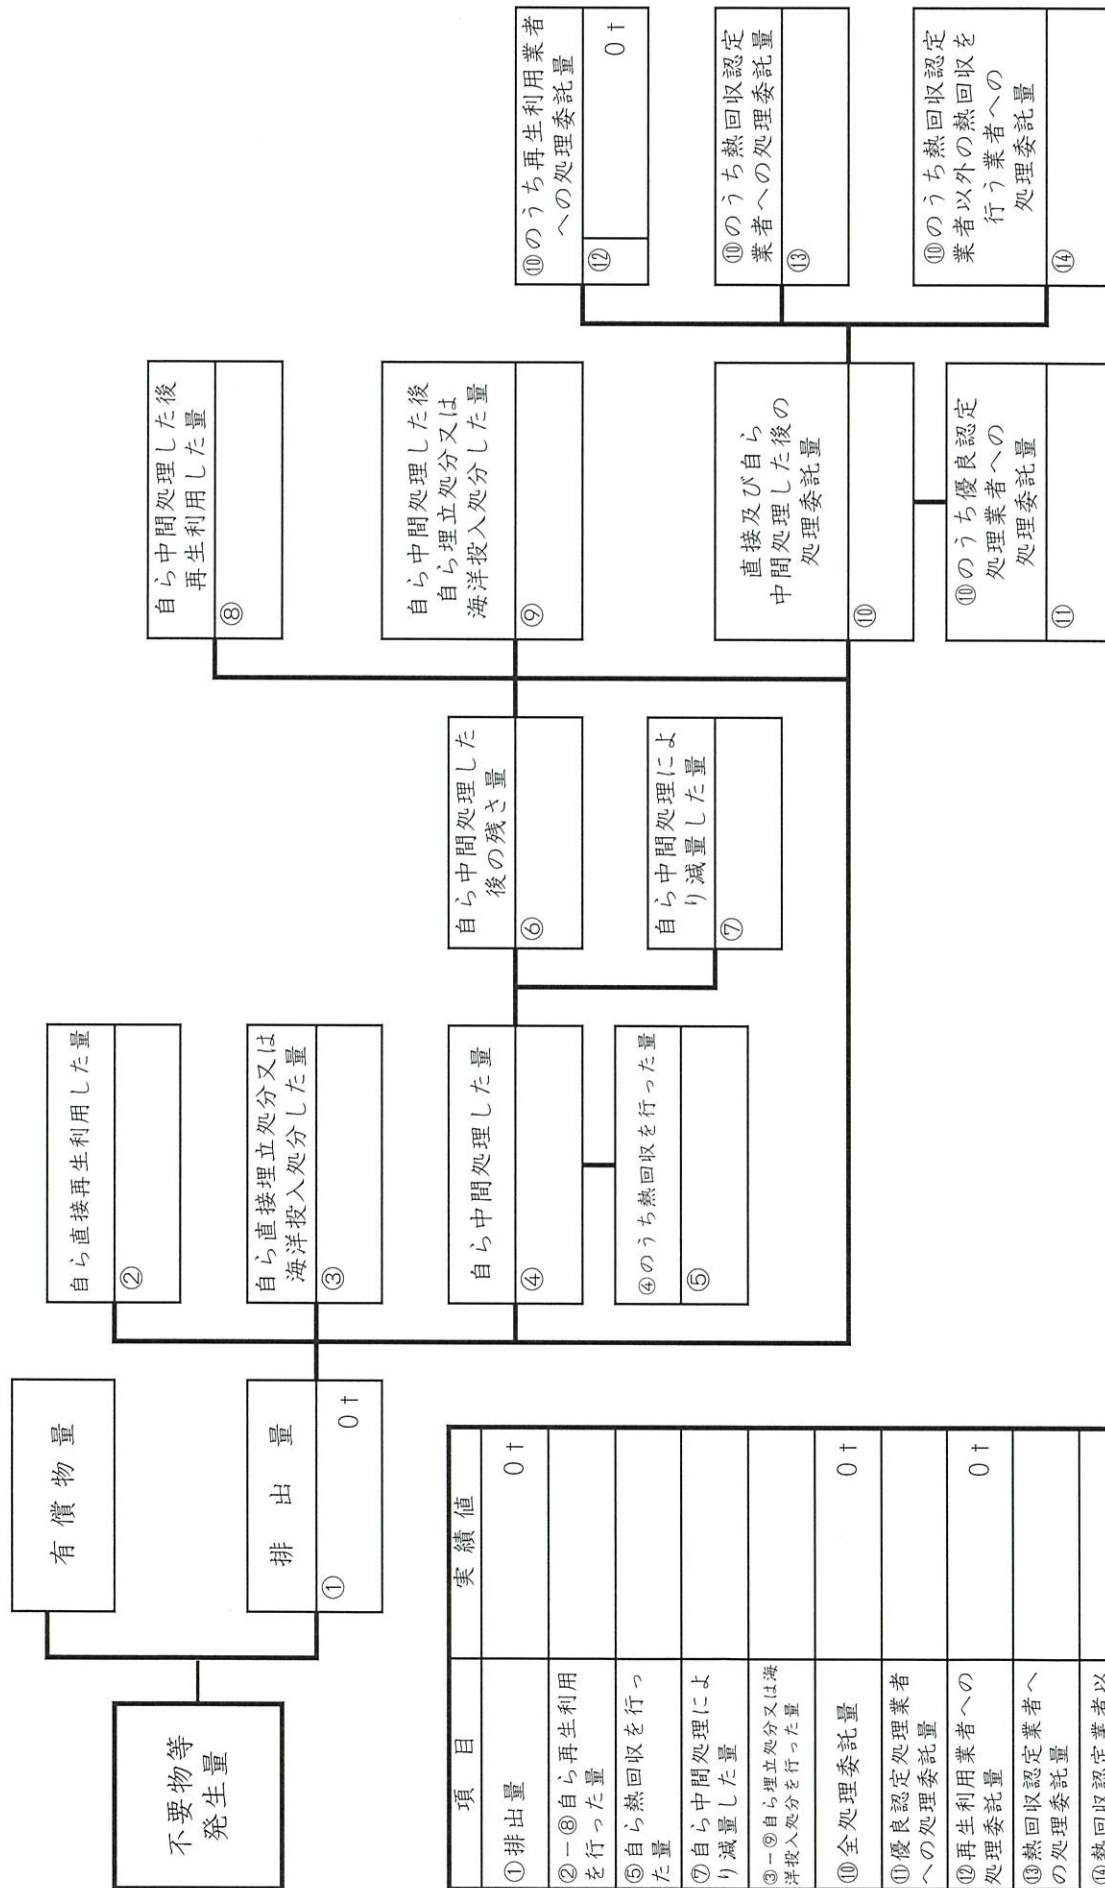 不要物等
発生量
有償物量
排出量
① 0 t
自ら直接再生利用した量
②
自ら直接埋立処分又は
海洋投入処分した量
③
自ら中間処理した量
④
④のうち熱回収を行った量
⑤
自ら中間処理した
後の残さ量
⑥
自ら中間処理によ
り減量した量
⑦
自ら中間処理した後
再生利用した量
⑧
自ら中間処理した後
自ら埋立処分又は
海洋投入処分した量
⑨
直接及び自ら
中間処理した後の
処理委託量
⑩
⑩のうち優良認定
処理業者への
処理委託量
⑪
⑩のうち再生利用業者
への処理委託量
⑫ 0 t
⑩のうち熱回収認定
業者への処理委託量
⑬
⑩のうち熱回収認定
業者以外の熱回収を
行う業者への
処理委託量
⑭
項目 実績値
①排出量 0 t
②-⑧自ら再生利用
を行った量
⑤自ら熱回収を行っ
た量
⑦自ら中間処理によ
り減量した量
③-⑨自ら埋立処分又は海
洋投入処分を行った量
⑩全処理委託量 0 t
⑪優良認定処理業者
への処理委託量
⑫再生利用業者への
処理委託量 0 t
⑬熱回収認定業者へ
の処理委託量
⑭熱回収認定業者以